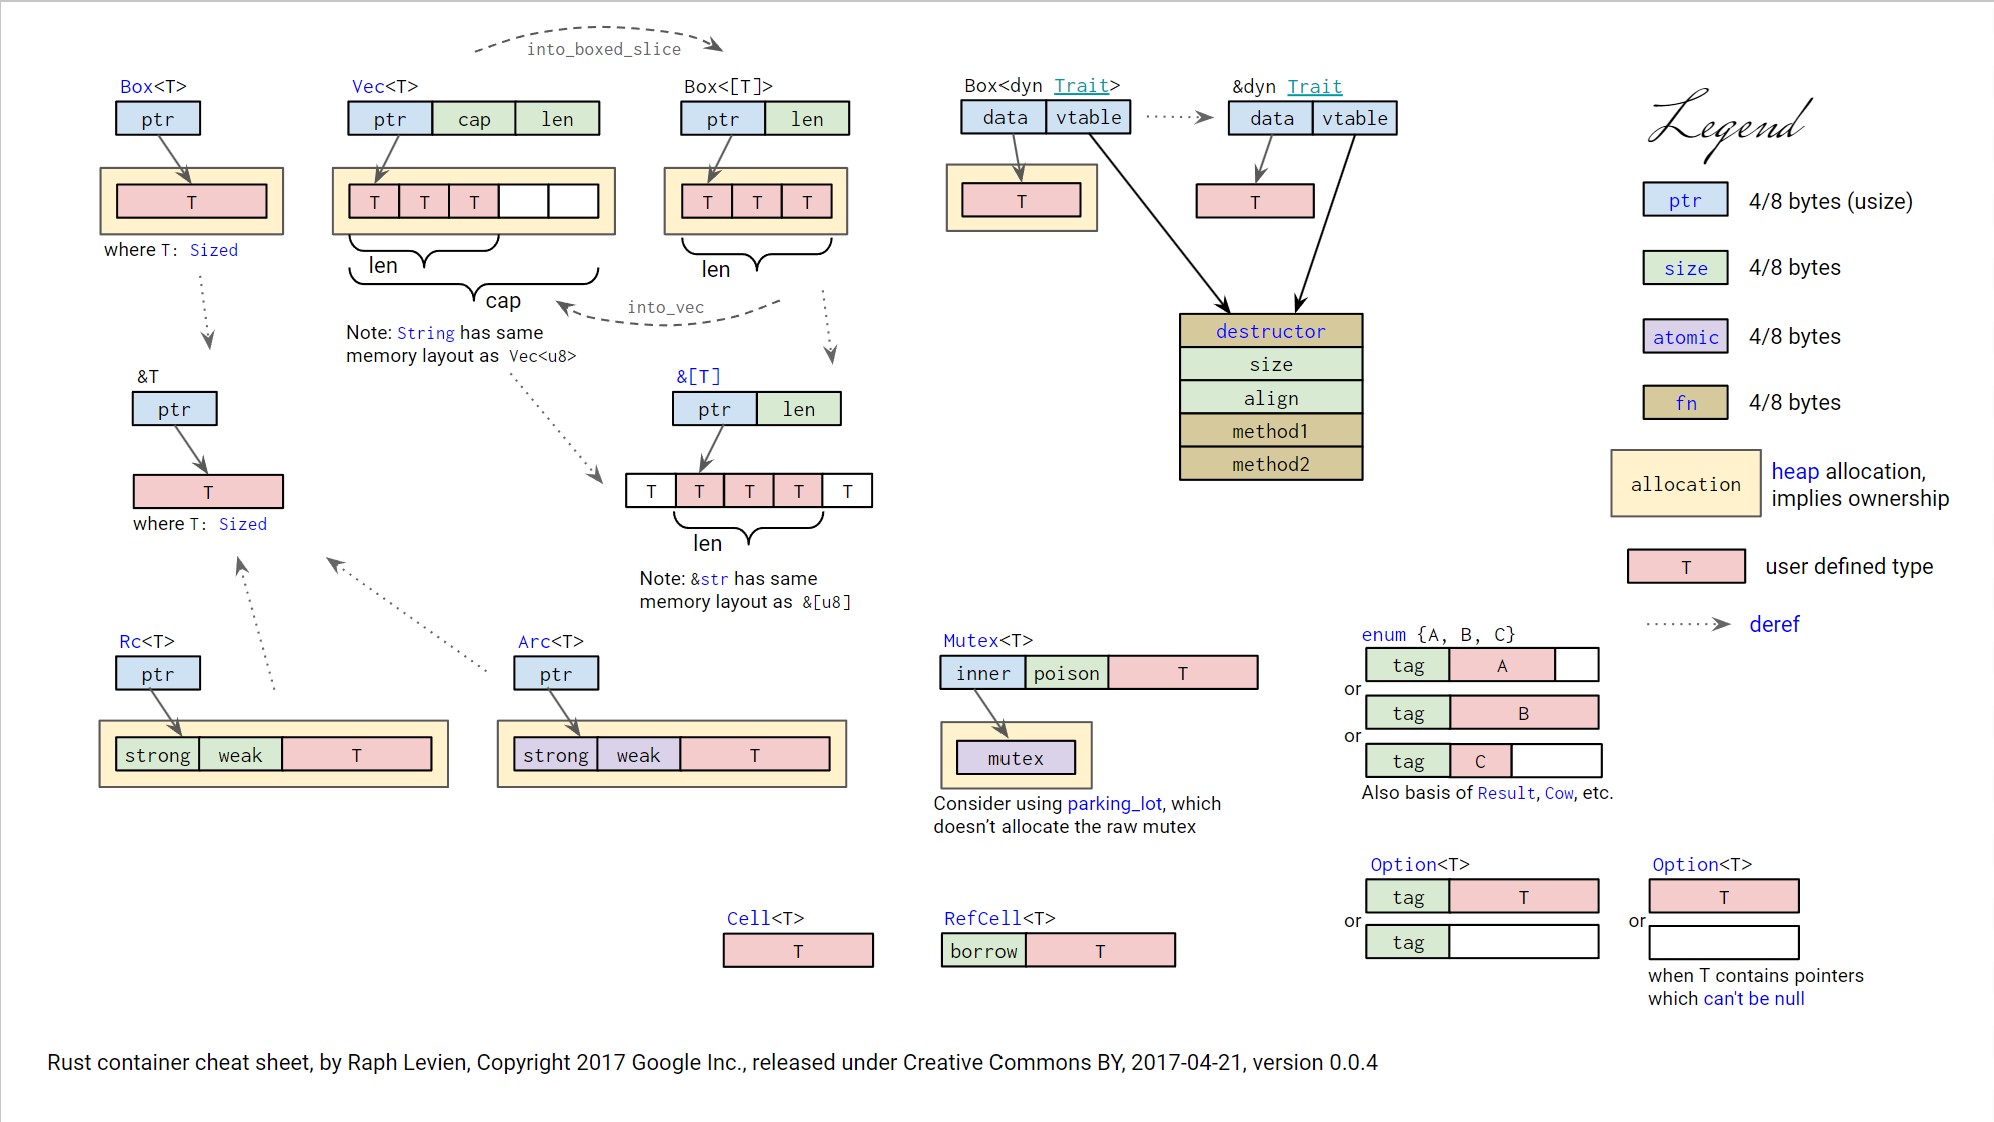 into_boxed_slice
Box<T>
ptr
T
where T: Sized
Vec<T>
ptr cap len
T T T
len
cap
Note: String has same
memory layout as Vec<u8>
Box<[T]>
ptr len
T T T
len
into_vec
Box<dyn Trait>
data vtable
T
&dyn Trait
data vtable
T
destructor
size
align
method1
method2
&T
ptr
T
where T: Sized
&[T]
ptr len
T T T T T
len
Note: &str has same
memory layout as &[u8]
Rc<T>
ptr
strong weak T
Arc<T>
ptr
strong weak T
Mutex<T>
inner poison T
mutex
Consider using parking_lot, which
doesn’t allocate the raw mutex
enum {A, B, C}
tag A
or
tag B
or
tag C
Also basis of Result, Cow, etc.
Cell<T>
T
RefCell<T>
borrow T
Option<T>
tag T
or
tag
Option<T>
T
or
when T contains pointers
which can't be null
Legend
ptr 4/8 bytes (usize)
size 4/8 bytes
atomic 4/8 bytes
fn 4/8 bytes
allocation
heap allocation,
implies ownership
T user defined type
deref
Rust container cheat sheet, by Raph Levien, Copyright 2017 Google Inc., released under Creative Commons BY, 2017-04-21, version 0.0.4